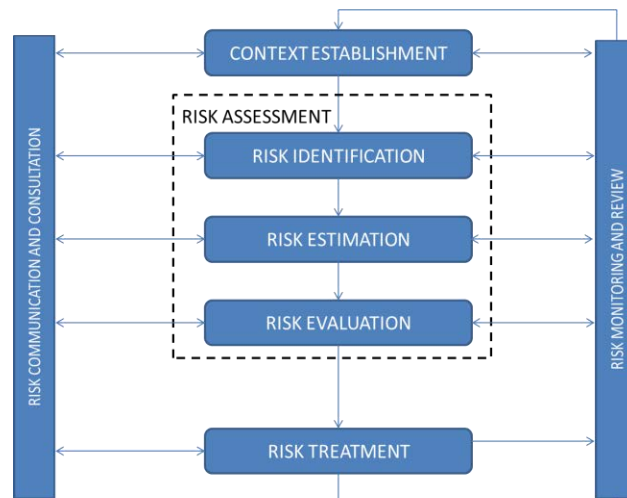 CONTEXT ESTABLISHMENT
RISK ASSESSMENT
RISK IDENTIFICATION
RISK ESTIMATION
RISK EVALUATION
RISK TREATMENT
RISK COMMUNICATION AND CONSULTATION
RISK MONITORING AND REVIEW